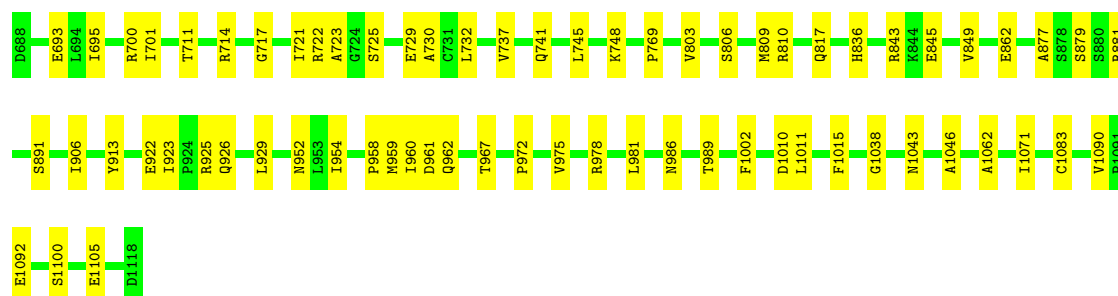 D688 E693 L694 I695 R700 I701 T711 R714 G717 I721 R722 A723 G724 S725 E729 A730 C731 L732 V737 Q741 L745 K748 P769 V803 S806 M809 R810 Q817 H836 R843 K844 E845 V849 E862 A877 S878 S879 S880
S891 I906 Y913 E922 I923 P924 R925 Q926 L929 N952 L953 I954 P958 M959 I960 D961 Q962 T967 P972 V975 R978 L981 N986 T989 F1002 D1010 L1011 F1015 G1038 N1043 A1046 A1062 I1071 C1083 V1090
E1092 S1100 E1105 D1118